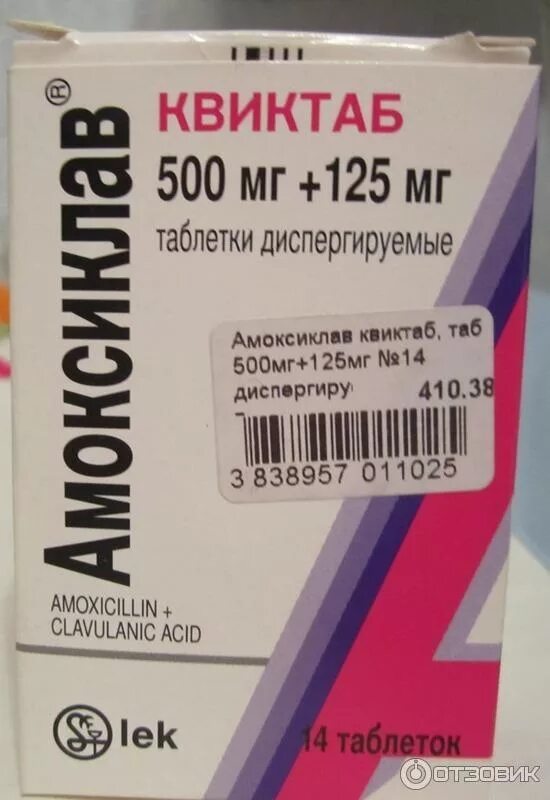 Амоксиклав®
КВИКТАБ
500 мг + 125 мг
таблетки диспергируемые
Амоксиклав квиктаб, таб
500мг+125мг №14
диспергиру
410.38
3 838957 011025
AMOXICILLIN +
CLAVULANIC ACID
lek
14 таблеток
ОТЗОВИК